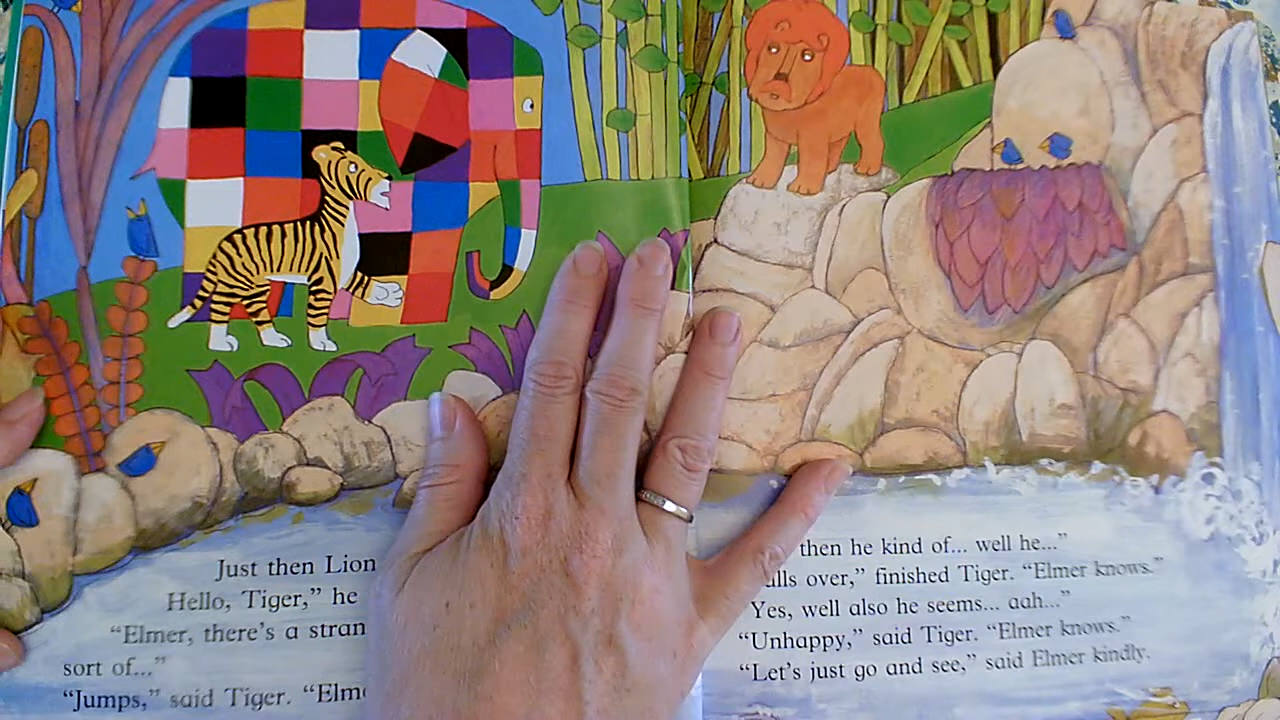 Just then Lion
Hello, Tiger,” he
“Elmer, there’s a stran
sort of...”
“Jumps,” said Tiger. “Elm
then he kind of... well he...”
alls over,” finished Tiger. “Elmer knows.”
Yes, well also he seems... aah...”
“Unhappy,” said Tiger. “Elmer knows.”
“Let’s just go and see,” said Elmer kindly.